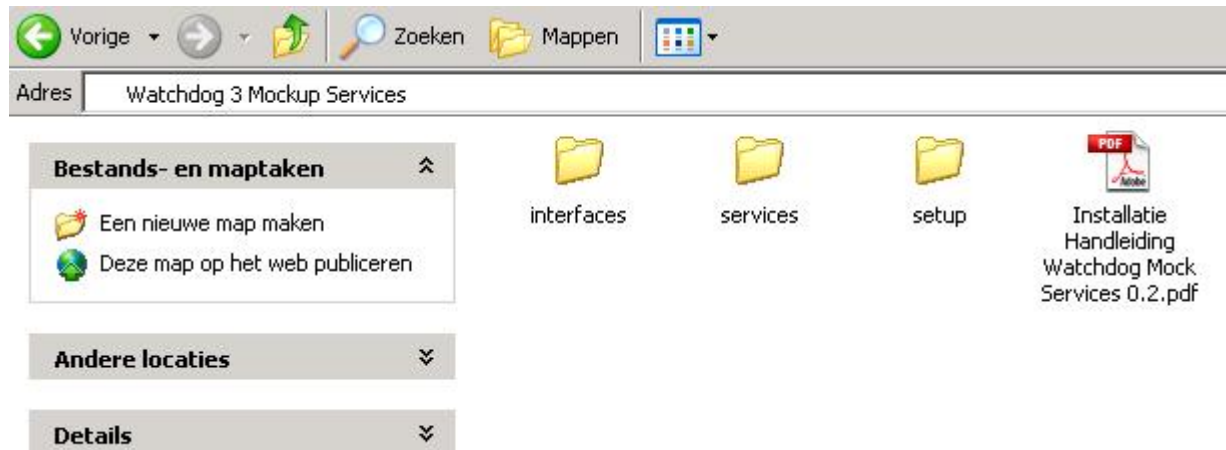 Vorige Zoeken Mappen
Adres Watchdog 3 Mockup Services
Bestands- en maptaken
Een nieuwe map maken
Deze map op het web publiceren
Andere locaties
Details
interfaces
services
setup
PDF
Adobe
Installatie
Handleiding
Watchdog Mock
Services 0.2.pdf